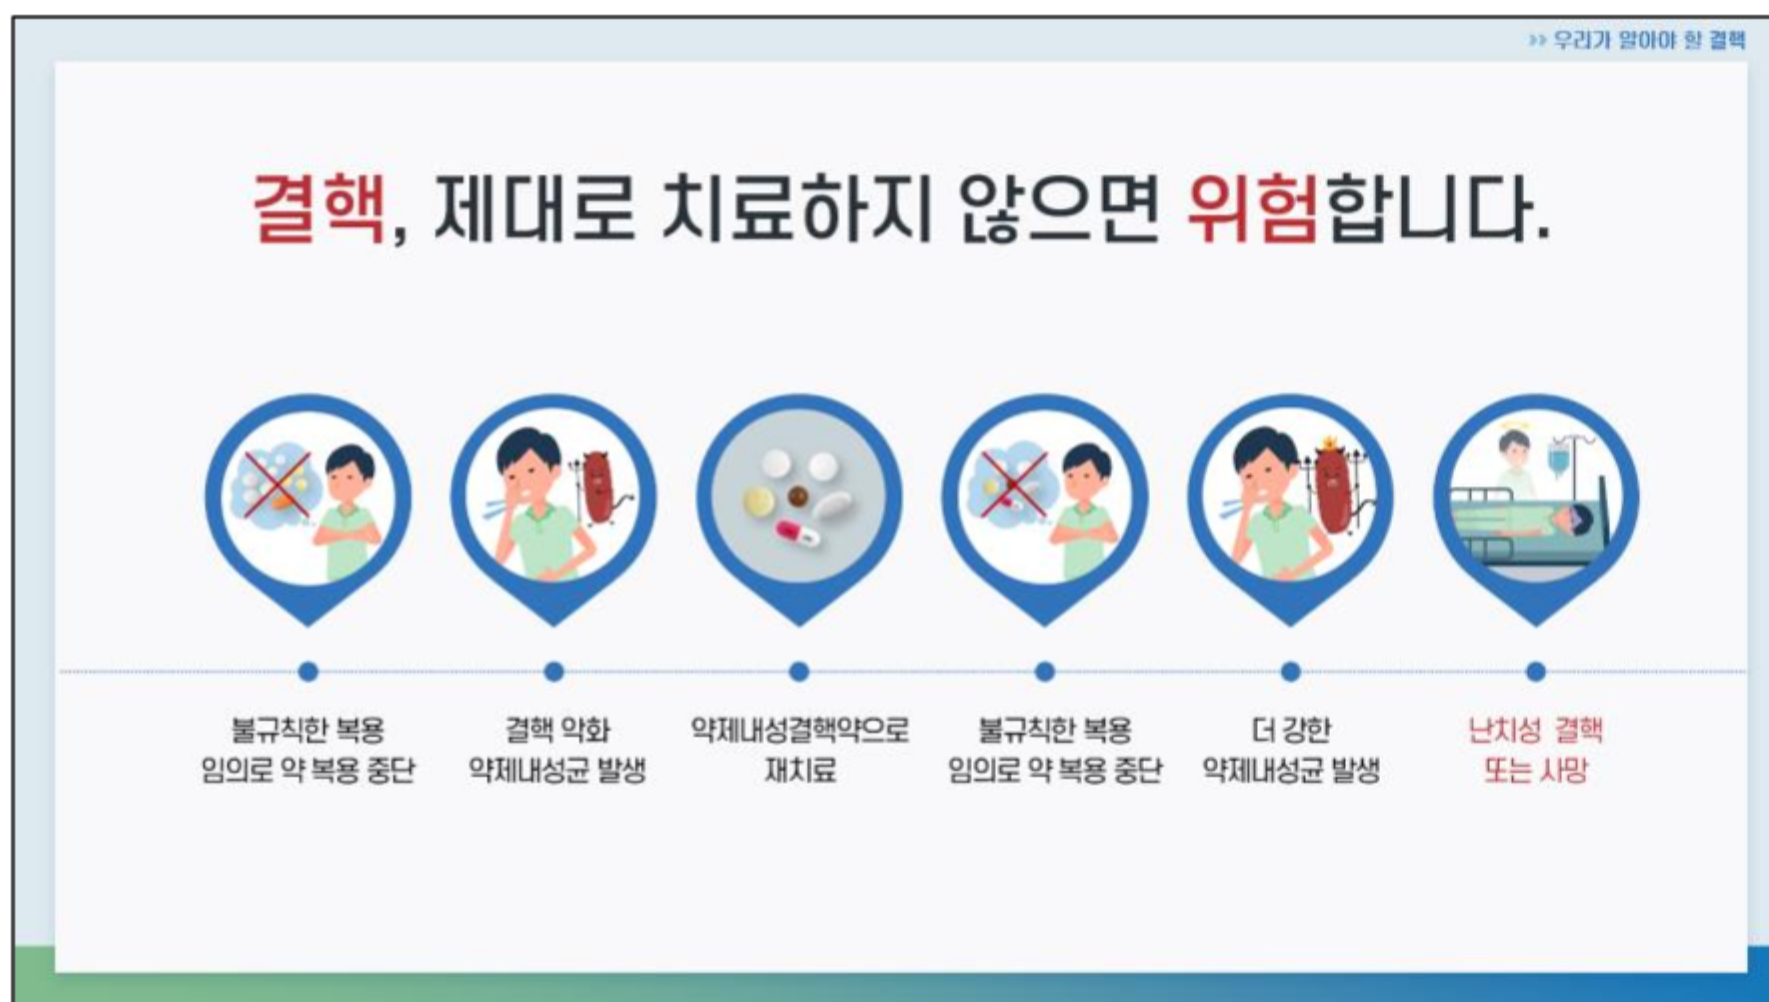 ›› 우리가 알아야 할 결핵
결핵, 제대로 치료하지 않으면 위험합니다.
불규칙한 복용
임의로 약 복용 중단
결핵 악화
약제내성균 발생
약제내성결핵약으로
재치료
불규칙한 복용
임의로 약 복용 중단
더 강한
약제내성균 발생
난치성 결핵
또는 사망